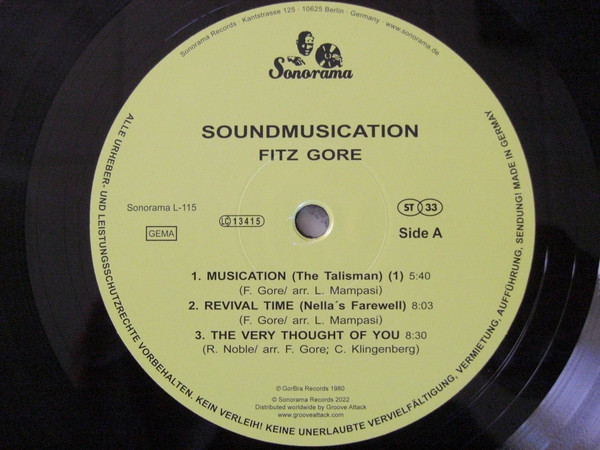 Sonorama Records · Kantstrasse 125 · 10625 Berlin · Germany · www.sonorama.de
Sonorama
SOUNDMUSICATION
FITZ GORE
Sonorama L-115
GEMA
LC 13415
ST 33
Side A
1. MUSICATION (The Talisman) (1) 5:40
(F. Gore/ arr. L. Mampasi)
2. REVIVAL TIME (Nella´s Farewell) 8:03
(F. Gore/ arr. L. Mampasi)
3. THE VERY THOUGHT OF YOU 8:30
(R. Noble/ arr. F. Gore; C. Klingenberg)
℗ GorBra Records 1980
© Sonorama Records 2022
Distributed worldwide by Groove Attack
www.grooveattack.com
ALLE URHEBER- UND LEISTUNGSSCHUTZRECHTE VORBEHALTEN. KEIN VERLEIH! KEINE UNERLAUBTE VERVIELFÄLTIGUNG, VERMIETUNG, AUFFÜHRUNG, SENDUNG! MADE IN GERMAY